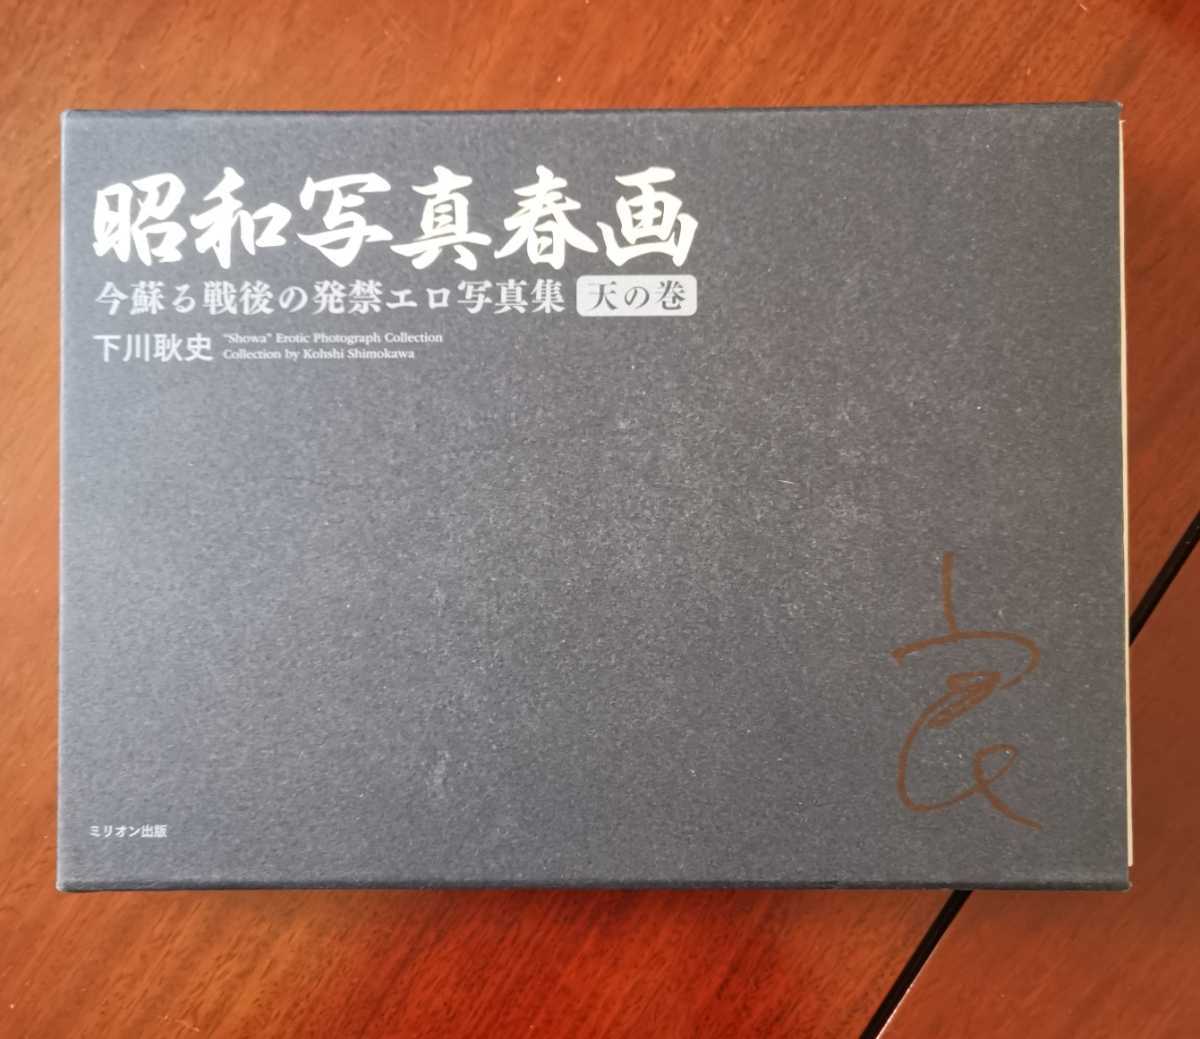 昭和写真春画
今蘇る戦後の発禁エロ写真集 天の巻
下川耿史 "Showa" Erotic Photograph Collection
Collection by Kohshi Shimokawa
ミリオン出版